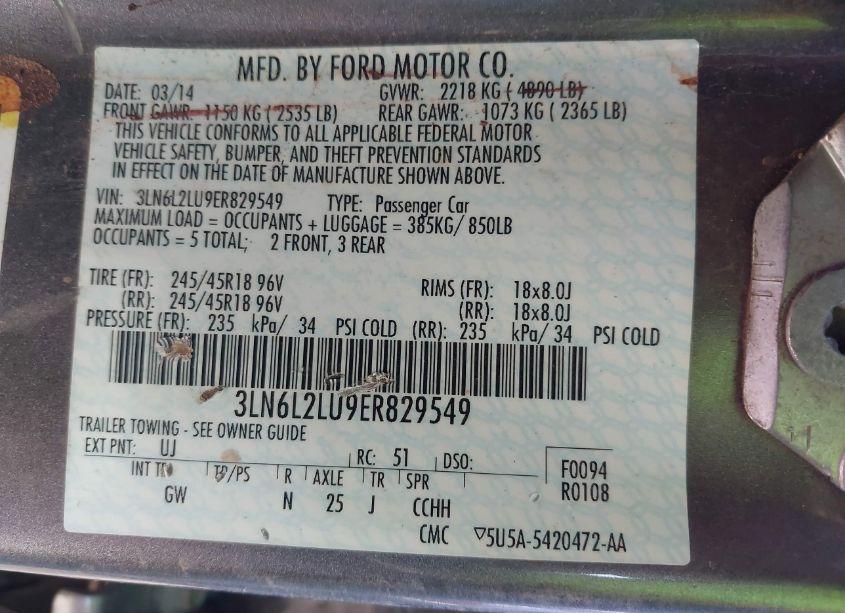 MFD. BY FORD MOTOR CO.
DATE: 03/14 GVWR: 2218 KG ( 4890 LB)
FRONT GAWR: 1150 KG ( 2535 LB) REAR GAWR: 1073 KG ( 2365 LB)
THIS VEHICLE CONFORMS TO ALL APPLICABLE FEDERAL MOTOR
VEHICLE SAFETY, BUMPER, AND THEFT PREVENTION STANDARDS
IN EFFECT ON THE DATE OF MANUFACTURE SHOWN ABOVE.
VIN: 3LN6L2LU9ER829549 TYPE: Passenger Car
MAXIMUM LOAD = OCCUPANTS + LUGGAGE = 385KG/ 850LB
OCCUPANTS = 5 TOTAL; 2 FRONT, 3 REAR
TIRE (FR): 245/45R18 96V RIMS (FR): 18x8.0J
(RR): 245/45R18 96V (RR): 18x8.0J
PRESSURE (FR): 235 kPa/ 34 PSI COLD (RR): 235 kPa/ 34 PSI COLD
3LN6L2LU9ER829549
TRAILER TOWING - SEE OWNER GUIDE
EXT PNT: UJ RC: 51 DSO: F0094
INT TR TP/PS R AXLE TR SPR R0108
GW N 25 J CCHH
CMC ▽5U5A-5420472-AA